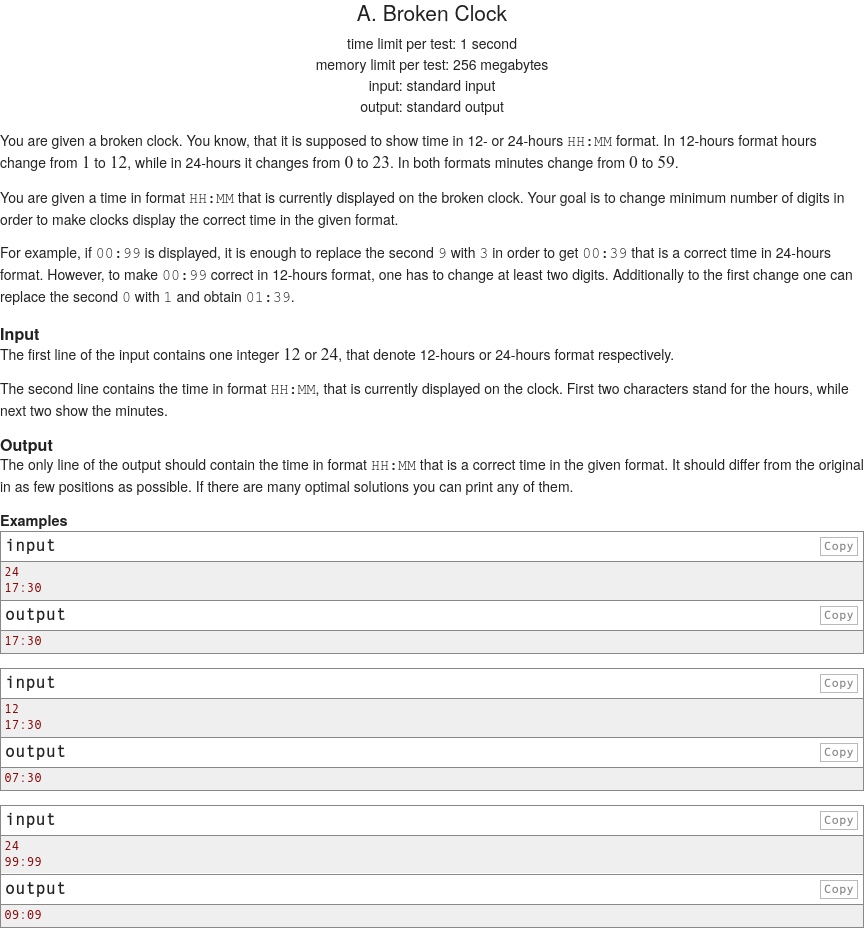 A. Broken Clock
time limit per test: 1 second
memory limit per test: 256 megabytes
input: standard input
output: standard output
You are given a broken clock. You know, that it is supposed to show time in 12- or 24-hours HH:MM format. In 12-hours format hours
change from 1 to 12, while in 24-hours it changes from 0 to 23. In both formats minutes change from 0 to 59.
You are given a time in format HH:MM that is currently displayed on the broken clock. Your goal is to change minimum number of digits in
order to make clocks display the correct time in the given format.
For example, if 00:99 is displayed, it is enough to replace the second 9 with 3 in order to get 00:39 that is a correct time in 24-hours
format. However, to make 00:99 correct in 12-hours format, one has to change at least two digits. Additionally to the first change one can
replace the second 0 with 1 and obtain 01:39.
Input
The first line of the input contains one integer 12 or 24, that denote 12-hours or 24-hours format respectively.
The second line contains the time in format HH:MM, that is currently displayed on the clock. First two characters stand for the hours, while
next two show the minutes.
Output
The only line of the output should contain the time in format HH:MM that is a correct time in the given format. It should differ from the original
in as few positions as possible. If there are many optimal solutions you can print any of them.
Examples
input Copy
24
17:30
output Copy
17:30
input Copy
12
17:30
output Copy
07:30
input Copy
24
99:99
output Copy
09:09